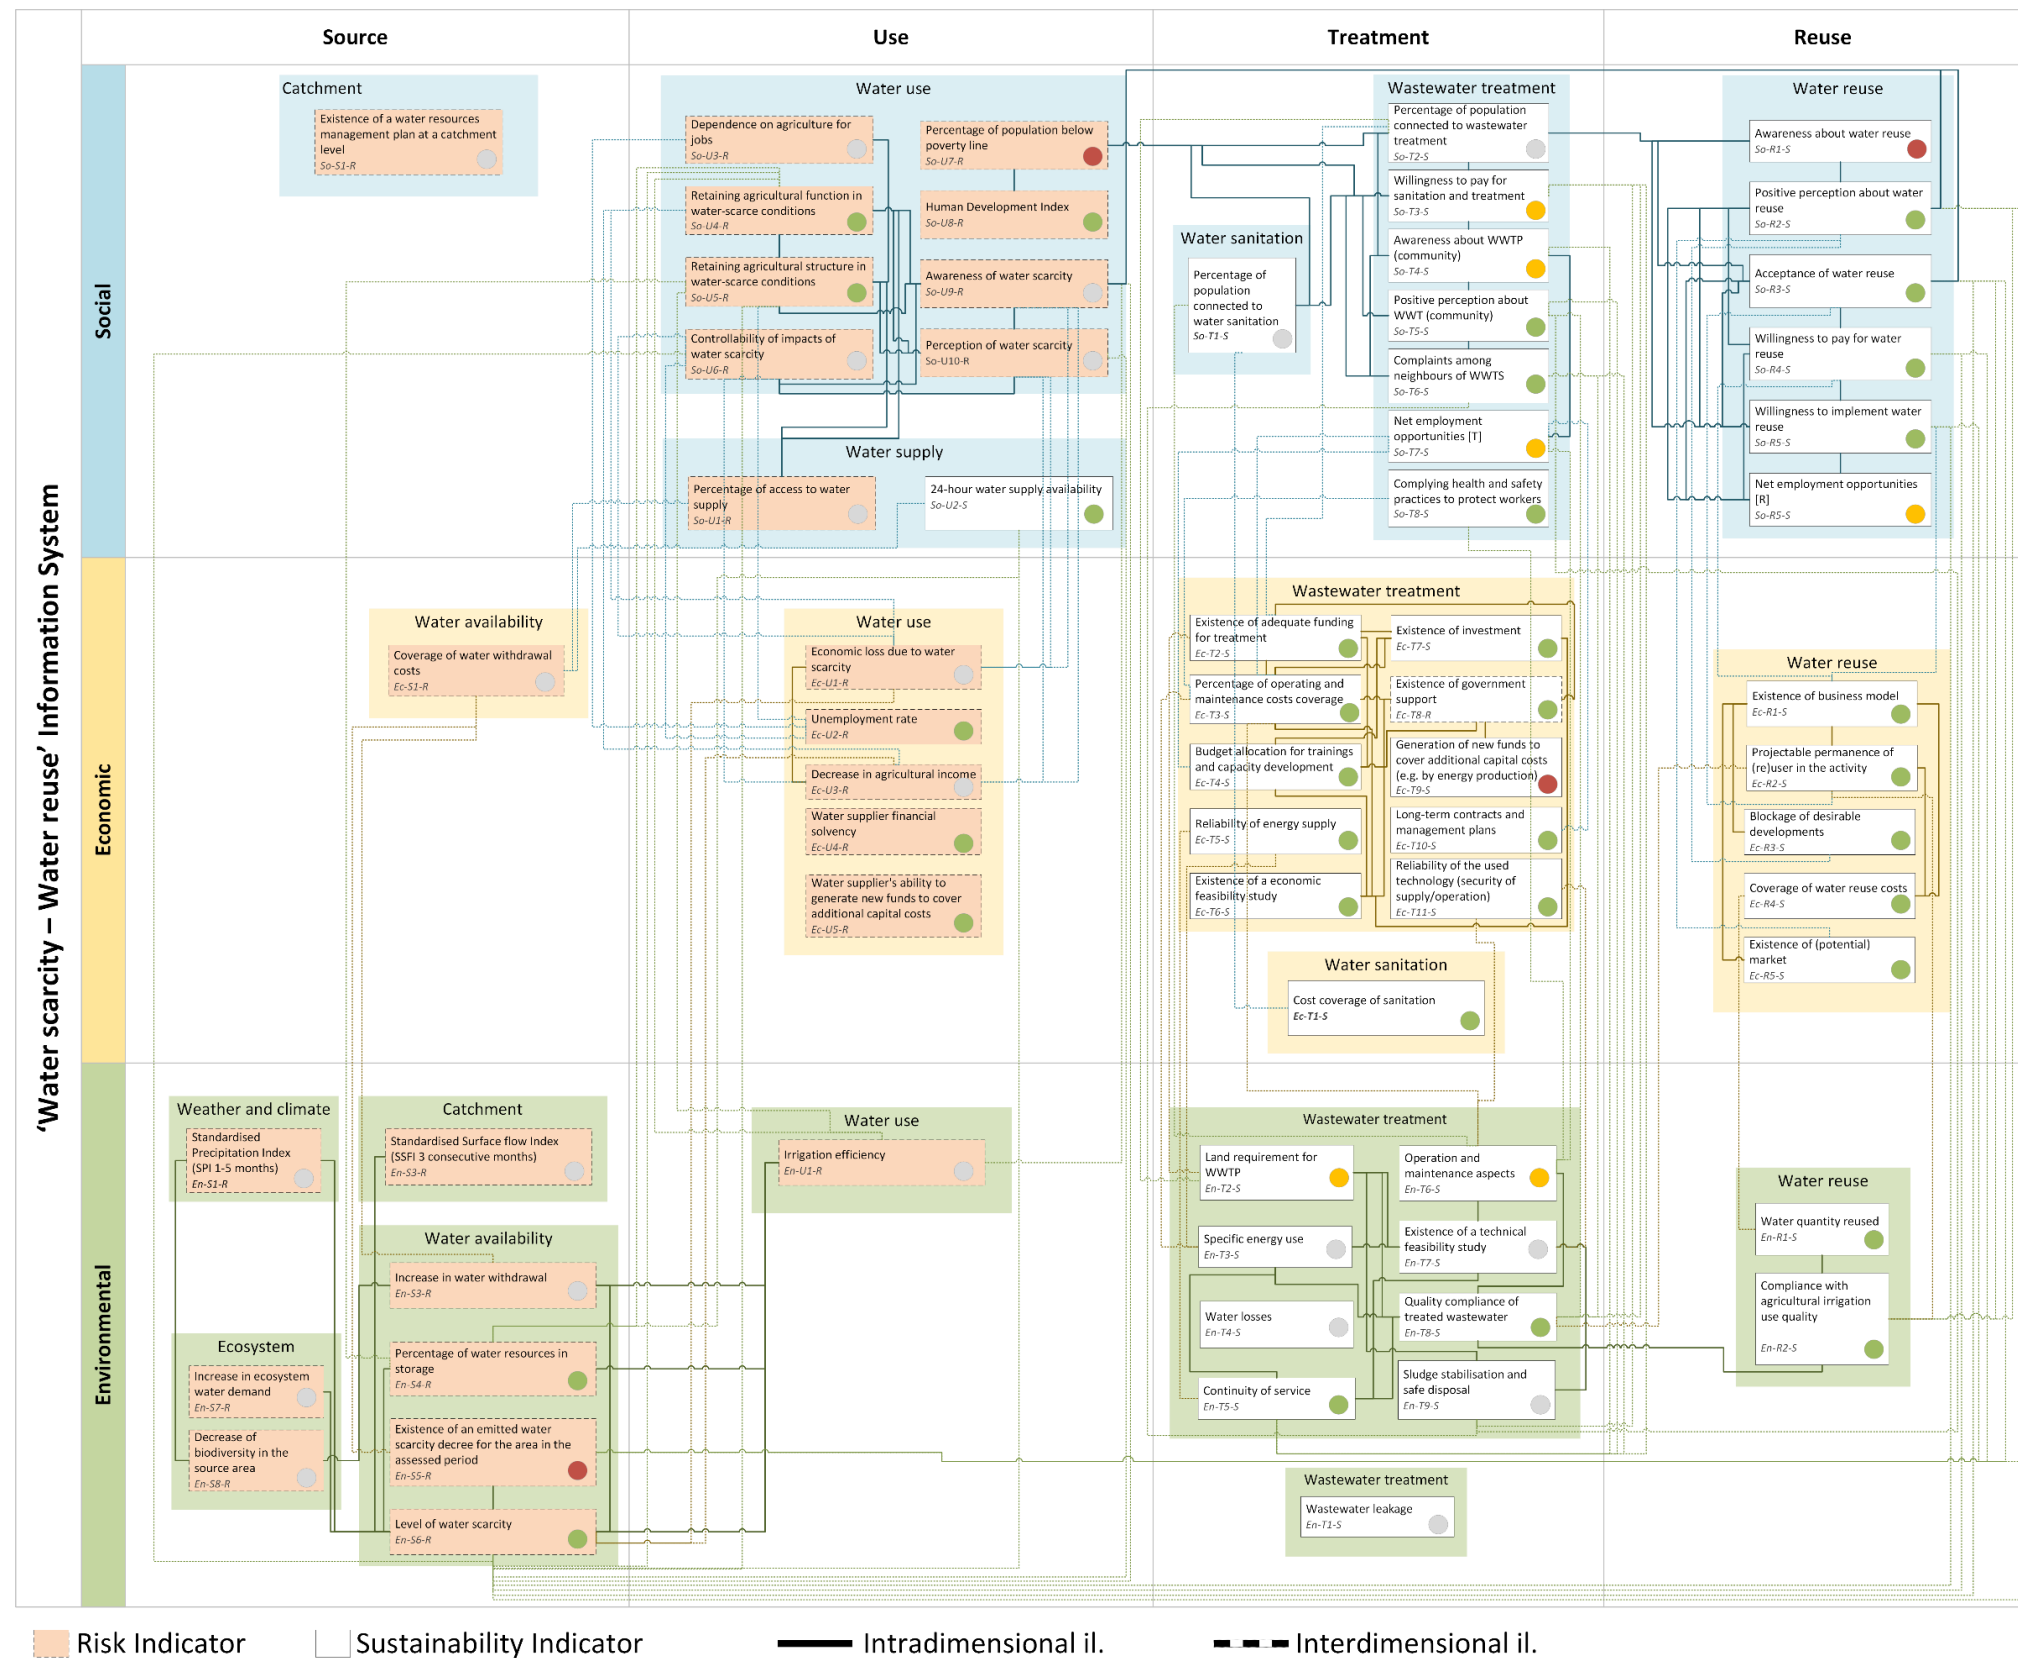 'Water scarcity – Water reuse' Information System
Source
Use
Treatment
Reuse
Social
Catchment
Existence of a water resources
management plan at a catchment
level
So-S1-R
Water use
Dependence on agriculture for
jobs
So-U3-R
Retaining agricultural function in
water-scarce conditions
So-U4-R
Retaining agricultural structure in
water-scarce conditions
So-U5-R
Controllability of impacts of
water scarcity
So-U6-R
Percentage of population below
poverty line
So-U7-R
Human Development Index
So-U8-R
Awareness of water scarcity
So-U9-R
Perception of water scarcity
So-U10-R
Water supply
Percentage of access to water
supply
So-U1-R
24-hour water supply availability
So-U2-S
Water sanitation
Percentage of
population
connected to
water sanitation
So-T1-S
Wastewater treatment
Percentage of population
connected to wastewater
treatment
So-T2-S
Willingness to pay for
sanitation and treatment
So-T3-S
Awareness about WWTP
(community)
So-T4-S
Positive perception about
WWT (community)
So-T5-S
Complaints among
neighbours of WWTS
So-T6-S
Net employment
opportunities [T]
So-T7-S
Complying health and safety
practices to protect workers
So-T8-S
Water reuse
Awareness about water reuse
So-R1-S
Positive perception about water
reuse
So-R2-S
Acceptance of water reuse
So-R3-S
Willingness to pay for water
reuse
So-R4-S
Willingness to implement water
reuse
So-R5-S
Net employment opportunities
[R]
So-R5-S
Economic
Water availability
Coverage of water withdrawal
costs
Ec-S1-R
Water use
Economic loss due to water
scarcity
Ec-U1-R
Unemployment rate
Ec-U2-R
Decrease in agricultural income
Ec-U3-R
Water supplier financial
solvency
Ec-U4-R
Water supplier's ability to
generate new funds to cover
additional capital costs
Ec-U5-R
Wastewater treatment
Existence of adequate funding
for treatment
Ec-T2-S
Percentage of operating and
maintenance costs coverage
Ec-T3-S
Budget allocation for trainings
and capacity development
Ec-T4-S
Reliability of energy supply
Ec-T5-S
Existence of a economic
feasibility study
Ec-T6-S
Existence of investment
Ec-T7-S
Existence of government
support
Ec-T8-R
Generation of new funds to
cover additional capital costs
(e.g. by energy production)
Ec-T9-S
Long-term contracts and
management plans
Ec-T10-S
Reliability of the used
technology (security of
supply/operation)
Ec-T11-S
Water sanitation
Cost coverage of sanitation
Ec-T1-S
Water reuse
Existence of business model
Ec-R1-S
Projectable permanence of
(re)user in the activity
Ec-R2-S
Blockage of desirable
developments
Ec-R3-S
Coverage of water reuse costs
Ec-R4-S
Existence of (potential)
market
Ec-R5-S
Environmental
Weather and climate
Standardised
Precipitation Index
(SPI 1-5 months)
En-S1-R
Catchment
Standardised Surface flow Index
(SSFI 3 consecutive months)
En-S3-R
Water availability
Increase in water withdrawal
En-S3-R
Percentage of water resources in
storage
En-S4-R
Existence of an emitted water
scarcity decree for the area in the
assessed period
En-S5-R
Level of water scarcity
En-S6-R
Ecosystem
Increase in ecosystem
water demand
En-S7-R
Decrease of
biodiversity in the
source area
En-S8-R
Water use
Irrigation efficiency
En-U1-R
Wastewater treatment
Land requirement for
WWTP
En-T2-S
Specific energy use
En-T3-S
Water losses
En-T4-S
Continuity of service
En-T5-S
Operation and
maintenance aspects
En-T6-S
Existence of a technical
feasibility study
En-T7-S
Quality compliance of
treated wastewater
En-T8-S
Sludge stabilisation and
safe disposal
En-T9-S
Wastewater treatment
Wastewater leakage
En-T1-S
Water reuse
Water quantity reused
En-R1-S
Compliance with
agricultural irrigation
use quality
En-R2-S
Risk Indicator
Sustainability Indicator
Intradimensional il.
Interdimensional il.